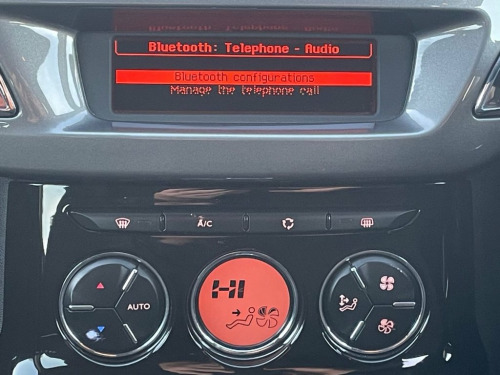 Bluetooth: Telephone - Audio
Bluetooth configurations
Manage the telephone call
A/C
AUTO
HI